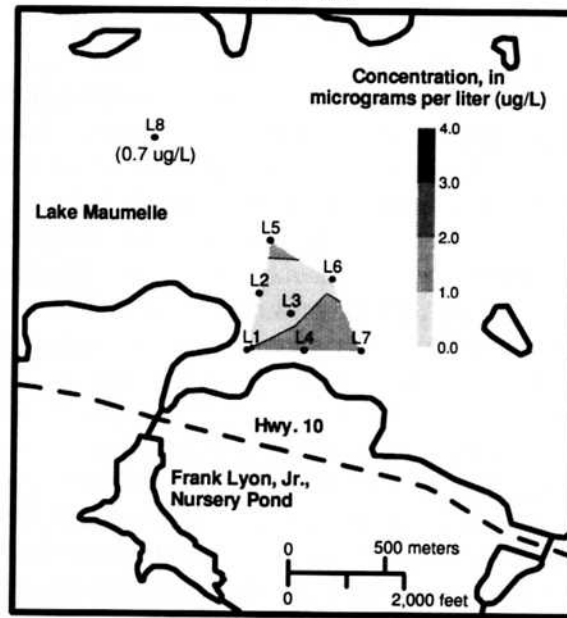 Concentration, in
micrograms per liter (ug/L)
4.0
3.0
2.0
1.0
0.0
L8
(0.7 ug/L)
Lake Maumelle
L5
L2
L6
L3
L1
L4
L7
Hwy. 10
Frank Lyon, Jr.,
Nursery Pond
0
500 meters
0
2,000 feet